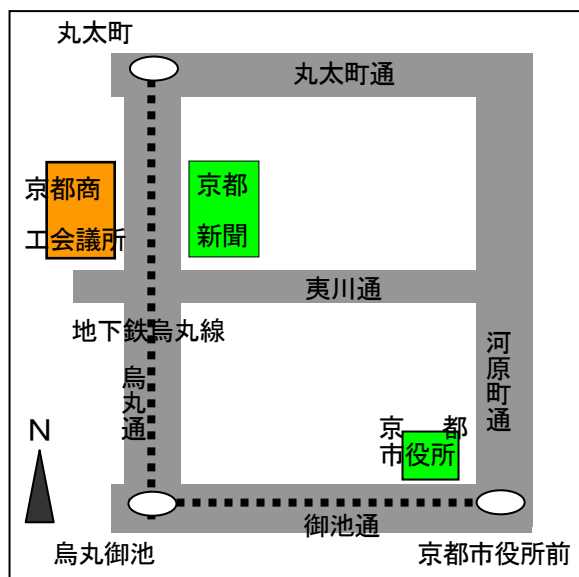 丸太町
丸太町通
京都商
工会議所
京都
新聞
夷川通
地下鉄烏丸線
烏丸通
河原町通
京都
市役所
N
御池通
烏丸御池
京都市役所前